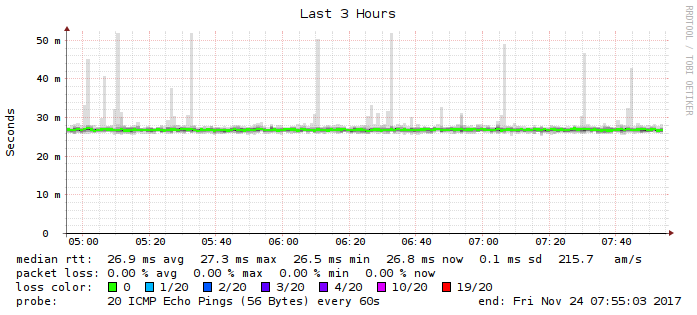 Last 3 Hours
RRDTOOL / TOBI OETIKER
Seconds
50 m
40 m
30 m
20 m
10 m
0
05:00 05:20 05:40 06:00 06:20 06:40 07:00 07:20 07:40
median rtt: 26.9 ms avg 27.3 ms max 26.5 ms min 26.8 ms now 0.1 ms sd 215.7 am/s
packet loss: 0.00 % avg 0.00 % max 0.00 % min 0.00 % now
loss color: 0 1/20 2/20 3/20 4/20 10/20 19/20
probe: 20 ICMP Echo Pings (56 Bytes) every 60s end: Fri Nov 24 07:55:03 2017